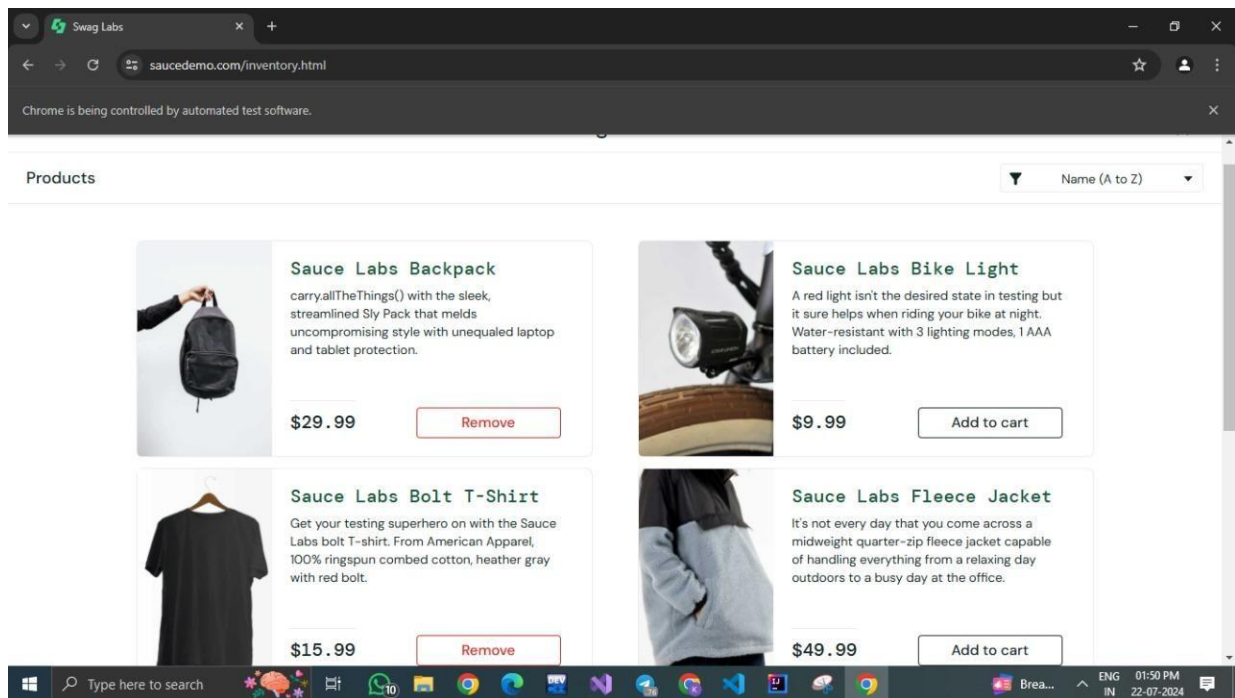 Swag Labs
saucedemo.com/inventory.html
Chrome is being controlled by automated test software.
Products
Name (A to Z)
Sauce Labs Backpack
carry.allTheThings() with the sleek,
streamlined Sly Pack that melds
uncompromising style with unequaled laptop
and tablet protection.
$29.99
Remove
Sauce Labs Bike Light
A red light isn't the desired state in testing but
it sure helps when riding your bike at night.
Water-resistant with 3 lighting modes, 1 AAA
battery included.
$9.99
Add to cart
Sauce Labs Bolt T-Shirt
Get your testing superhero on with the Sauce
Labs bolt T-shirt. From American Apparel,
100% ringspun combed cotton, heather gray
with red bolt.
$15.99
Remove
Sauce Labs Fleece Jacket
It's not every day that you come across a
midweight quarter-zip fleece jacket capable
of handling everything from a relaxing day
outdoors to a busy day at the office.
$49.99
Add to cart
Type here to search
10
DEV
76
Brea...
ENG
IN
01:50 PM
22-07-2024